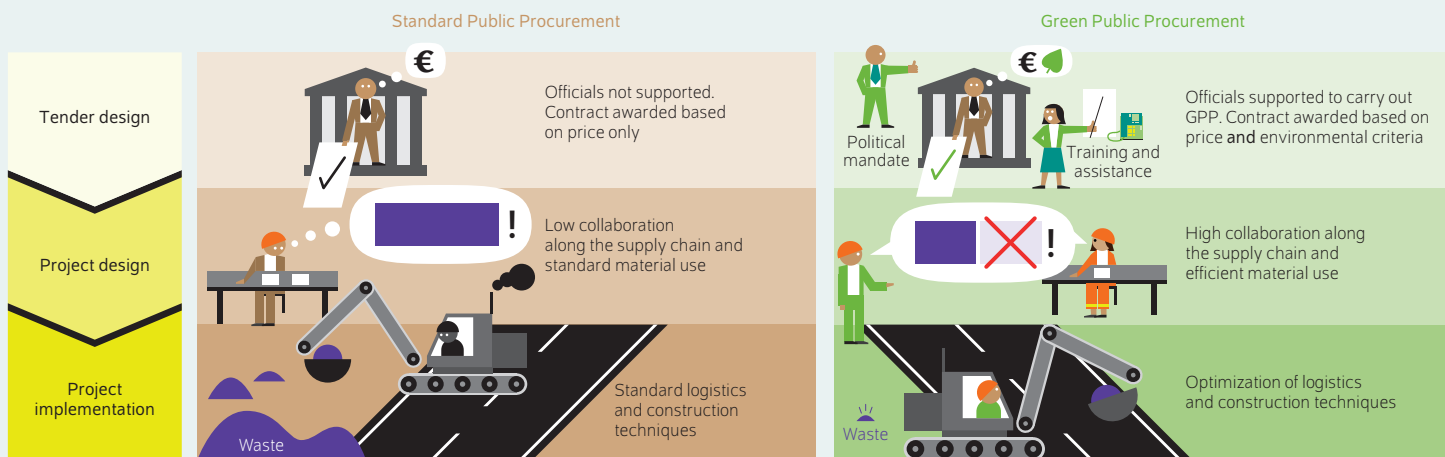 Standard Public Procurement
Green Public Procurement
Tender design
€
Officials not supported.
Contract awarded based
on price only
Political
mandate
€
Training and
assistance
Officials supported to carry out
GPP. Contract awarded based on
price and environmental criteria
Project design
!
Low collaboration
along the supply chain and
standard material use
!
High collaboration along
the supply chain and
efficient material use
Project
implementation
Waste
Standard logistics
and construction
techniques
Waste
Optimization of logistics
and construction techniques